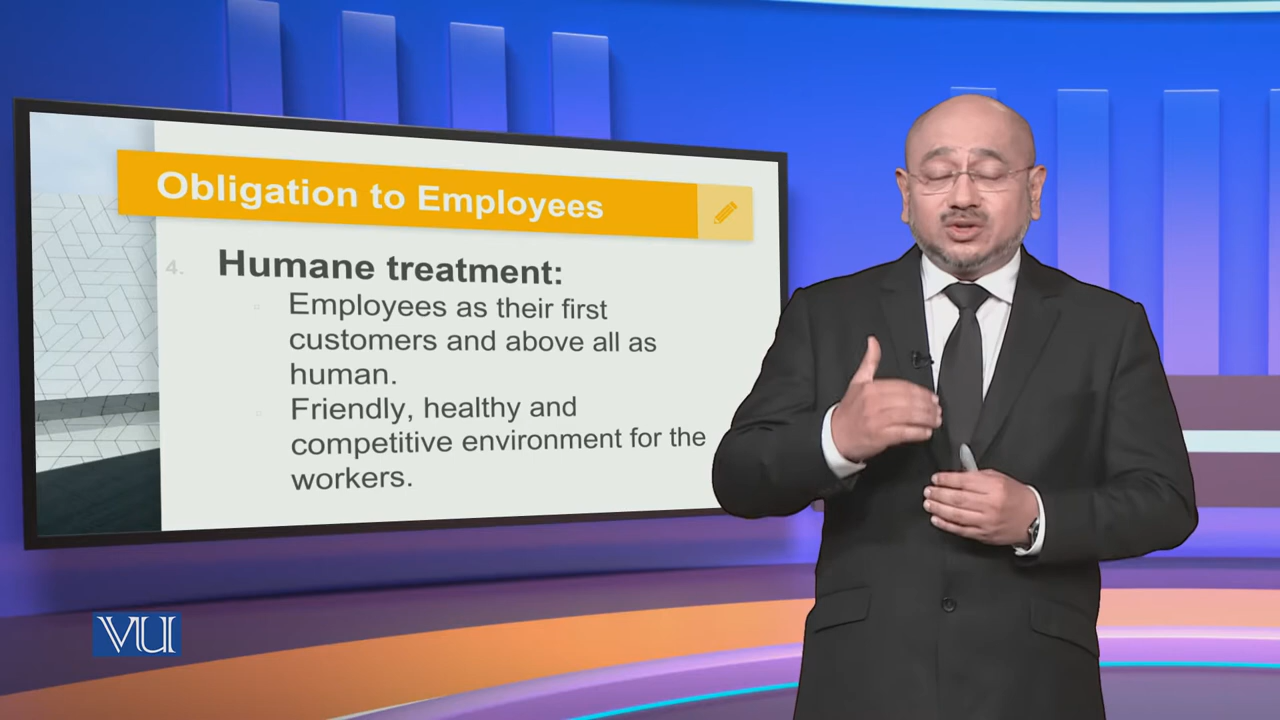 Obligation to Employees
4. Humane treatment:
Employees as their first
customers and above all as
human.
Friendly, healthy and
competitive environment for the
workers.
VU